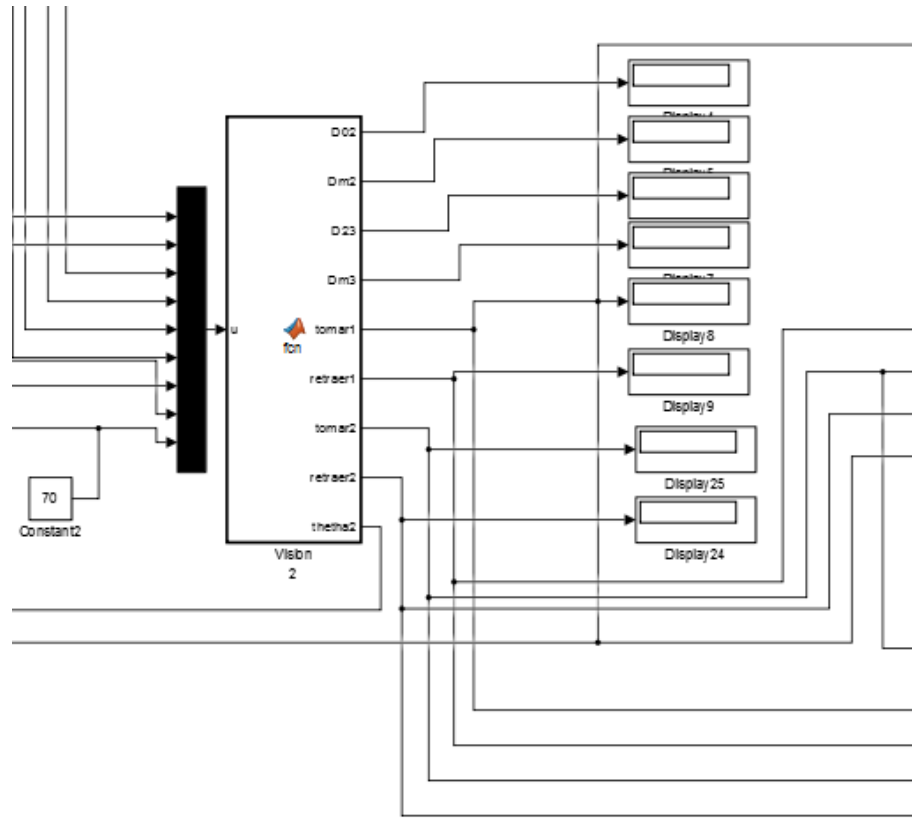 D02
Dm2
D23
Dm3
tomar1
retraer1
tomar2
retraer2
thetha2
u
fcn
Vision
2
70
Constant2
Display8
Display9
Display25
Display24